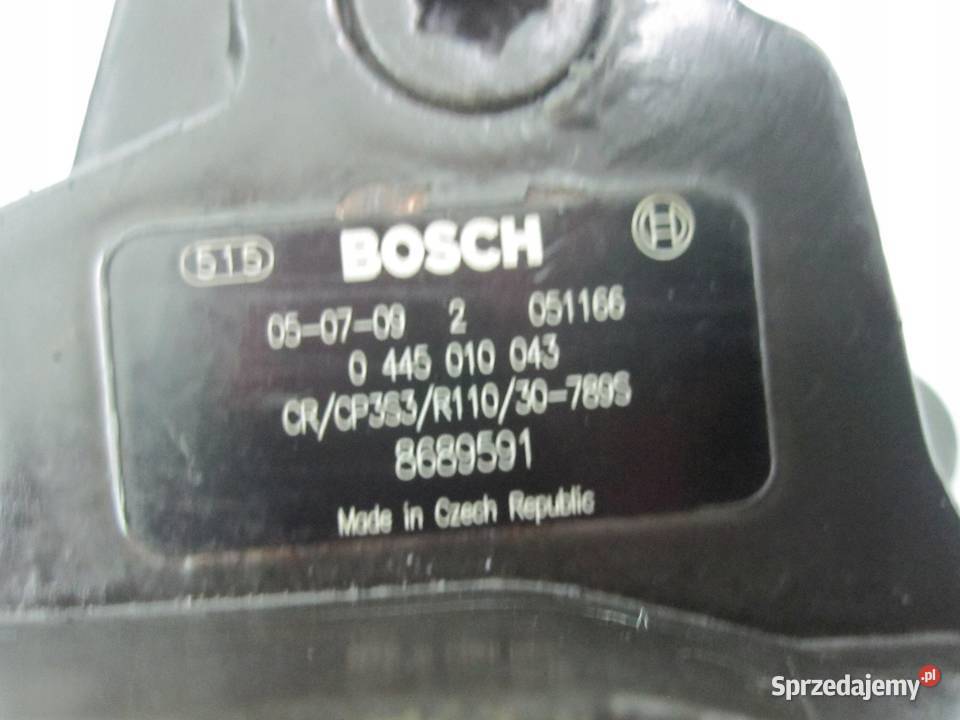 515 BOSCH
05-07-09 2 051166
0 445 010 043
CR/CP3S3/R110/30-789S
8689591
Made in Czech Republic
Sprzedajemy.pl